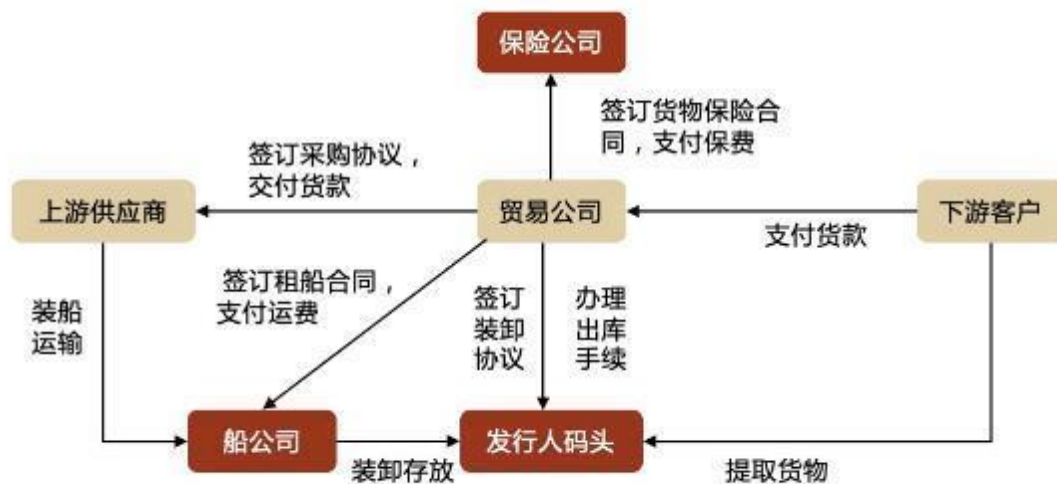 保险公司
签订货物保险合
同，支付保费
签订采购协议，
交付货款
上游供应商
贸易公司
下游客户
支付货款
签订租船合同，
支付运费
装船
运输
签订
装卸
协议
办理
出库
手续
船公司
发行人码头
装卸存放
提取货物